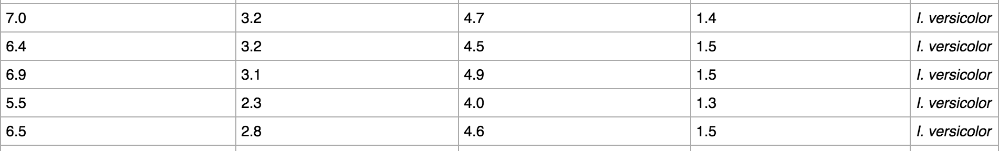 7.0 3.2 4.7 1.4 I. versicolor
6.4 3.2 4.5 1.5 I. versicolor
6.9 3.1 4.9 1.5 I. versicolor
5.5 2.3 4.0 1.3 I. versicolor
6.5 2.8 4.6 1.5 I. versicolor